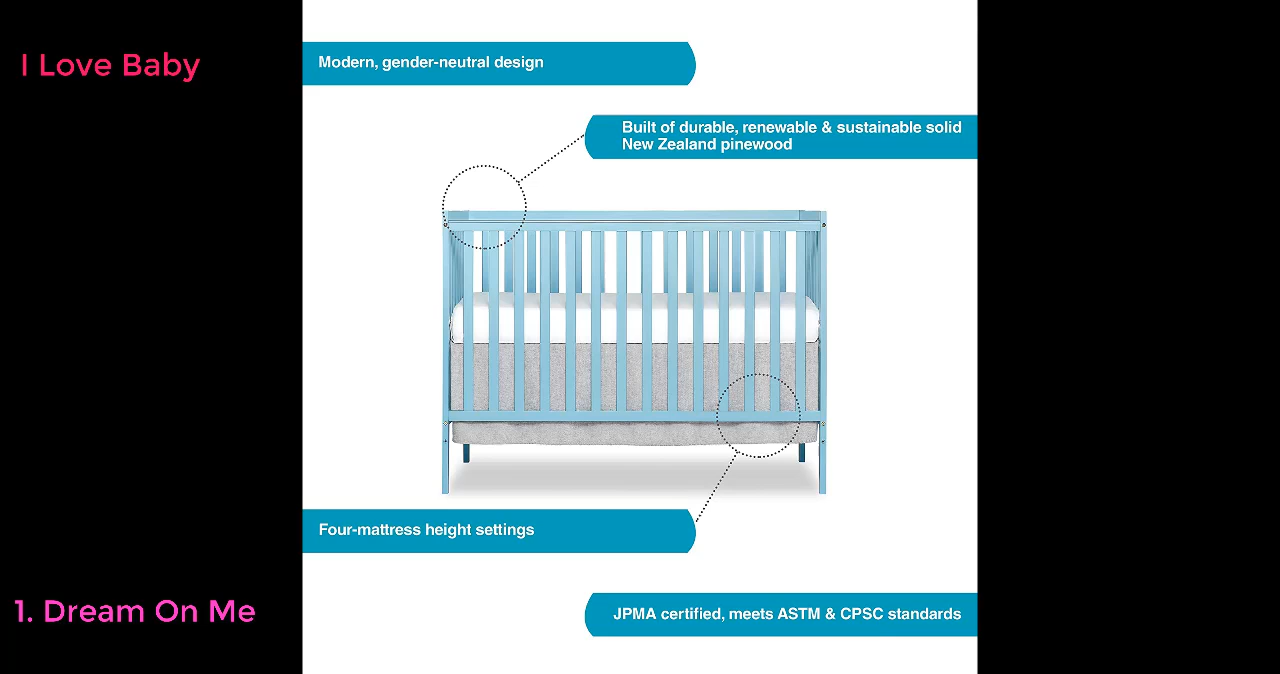 I Love Baby
Modern, gender-neutral design
Built of durable, renewable & sustainable solid
New Zealand pinewood
Four-mattress height settings
1. Dream On Me
JPMA certified, meets ASTM & CPSC standards